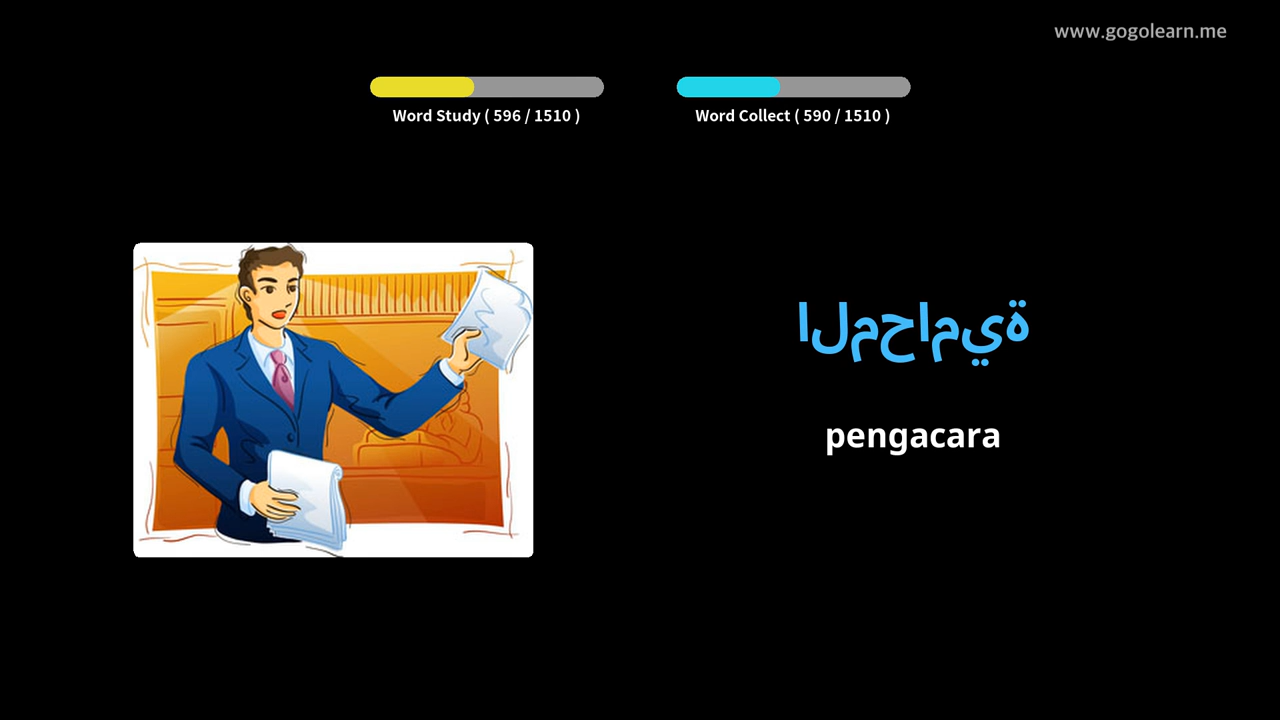 www.gogolearn.me
Word Study ( 596 / 1510 )
Word Collect ( 590 / 1510 )
المحامية
pengacara